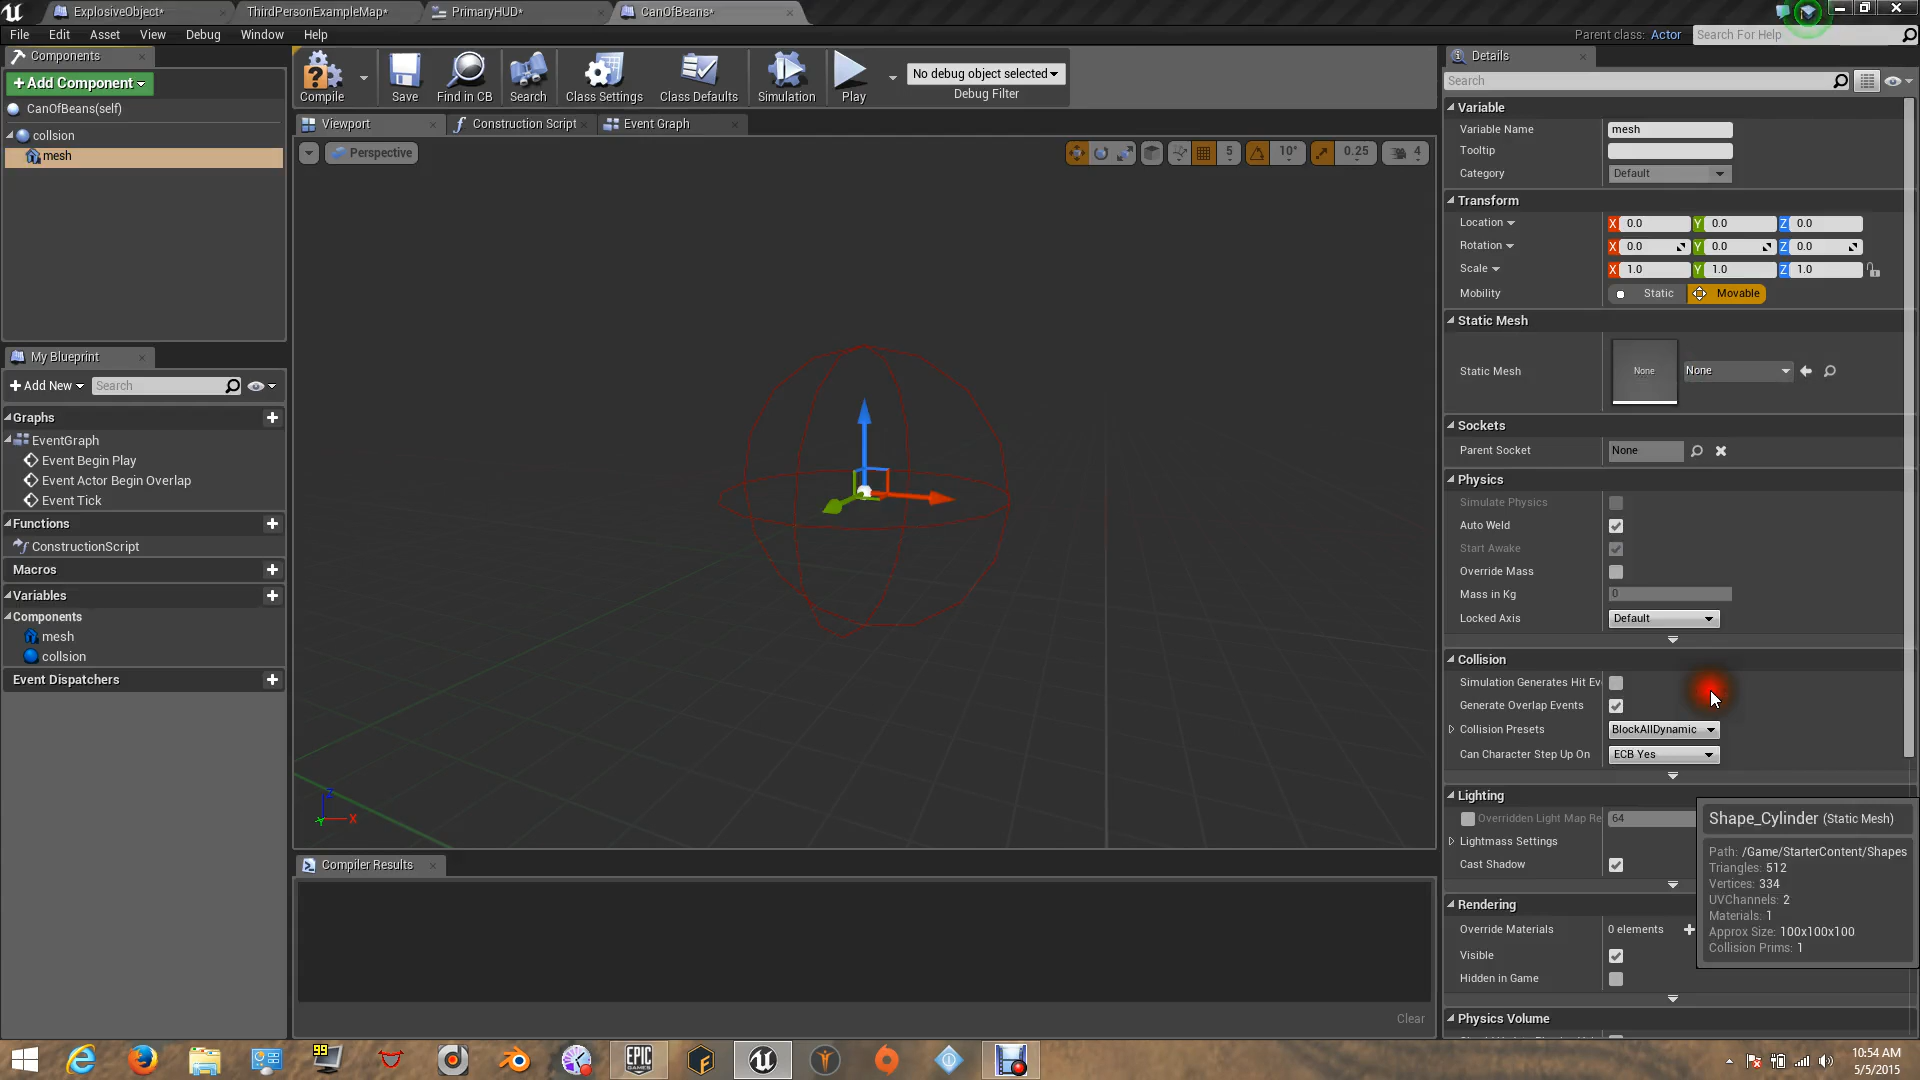 ExplosiveObject*
ThirdPersonExampleMap*
PrimaryHUD*
CanOfBeans*
File Edit Asset View Debug Window Help
Parent class: Actor
Search For Help
Components
+Add Component
CanOfBeans(self)
collsion
mesh
Compile
Save
Find in CB
Search
Class Settings
Class Defaults
Simulation
Play
No debug object selected
Debug Filter
Viewport
Construction Script
Event Graph
Perspective
5
10°
0.25
4
X
Z
My Blueprint
Add New
Search
Graphs
EventGraph
Event Begin Play
Event Actor Begin Overlap
Event Tick
Functions
ConstructionScript
Macros
Variables
Components
mesh
collsion
Event Dispatchers
Compiler Results
Clear
Details
Search
Variable
Variable Name mesh
Tooltip
Category Default
Transform
Location X 0.0 Y 0.0 Z 0.0
Rotation X 0.0 Y 0.0 Z 0.0
Scale X 1.0 Y 1.0 Z 1.0
Mobility Static Movable
Static Mesh
Static Mesh None None
Sockets
Parent Socket None
Physics
Simulate Physics
Auto Weld
Start Awake
Override Mass
Mass in Kg 0
Locked Axis Default
Collision
Simulation Generates Hit Ev
Generate Overlap Events
Collision Presets BlockAllDynamic
Can Character Step Up On ECB Yes
Lighting
Overridden Light Map Re 64
Lightmass Settings
Cast Shadow
Rendering
Override Materials 0 elements
Visible
Hidden in Game
Physics Volume
Shape_Cylinder (Static Mesh)
Path: /Game/StarterContent/Shapes
Triangles: 512
Vertices: 334
UVChannels: 2
Materials: 1
Approx Size: 100x100x100
Collision Prims: 1
99
EPIC
GAMES
10:54 AM
5/5/2015